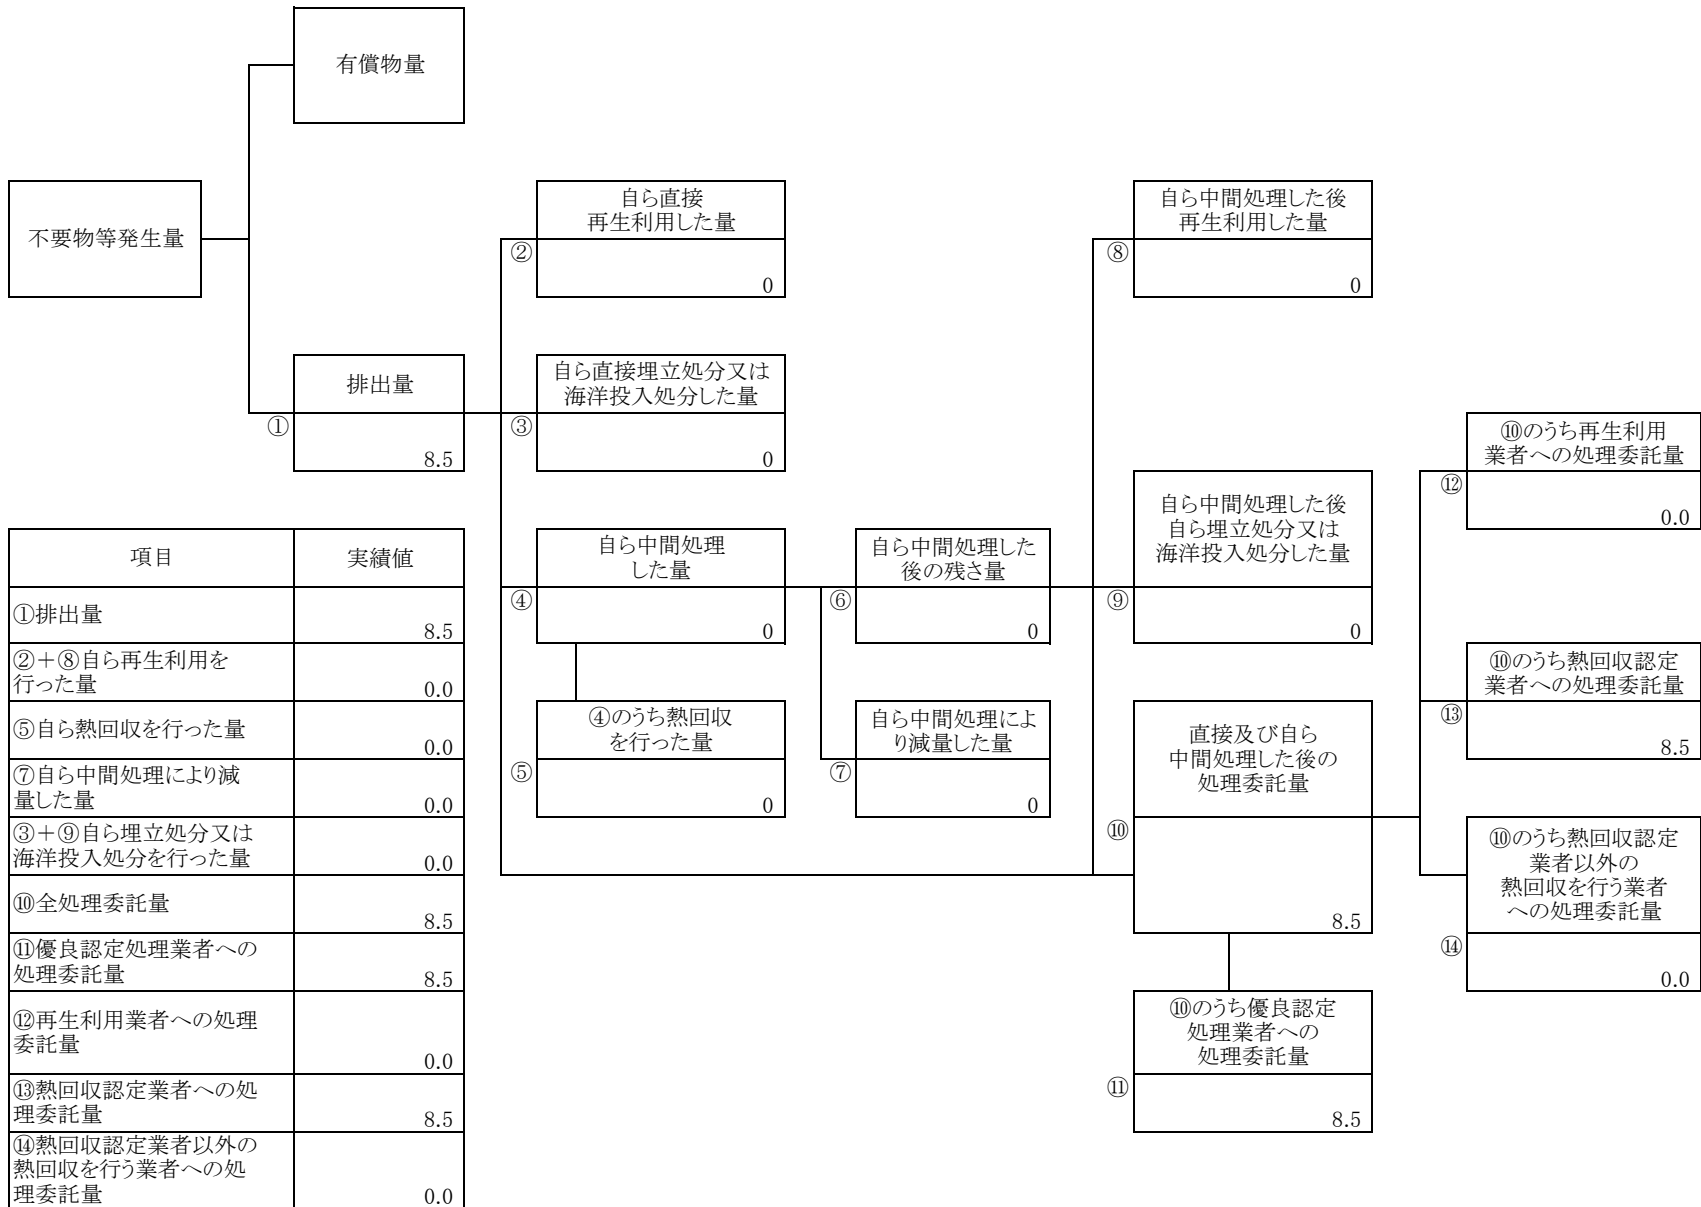 有償物量
不要物等発生量
排出量
①
8.5
自ら直接
再生利用した量
②
0
自ら直接埋立処分又は
海洋投入処分した量
③
0
自ら中間処理
した量
④
0
④のうち熱回収
を行った量
⑤
0
自ら中間処理した
後の残さ量
⑥
0
自ら中間処理によ
り減量した量
⑦
0
自ら中間処理した後
再生利用した量
⑧
0
自ら中間処理した後
自ら埋立処分又は
海洋投入処分した量
⑨
0
直接及び自ら
中間処理した後の
処理委託量
⑩
8.5
⑩のうち優良認定
処理業者への
処理委託量
⑪
8.5
⑩のうち再生利用
業者への処理委託量
⑫
0.0
⑩のうち熱回収認定
業者への処理委託量
⑬
8.5
⑩のうち熱回収認定
業者以外の
熱回収を行う業者
への処理委託量
⑭
0.0
項目 実績値
①排出量
8.5
②＋⑧自ら再生利用を
行った量 0.0
⑤自ら熱回収を行った量
0.0
⑦自ら中間処理により減
量した量 0.0
③＋⑨自ら埋立処分又は
海洋投入処分を行った量 0.0
⑩全処理委託量
8.5
⑪優良認定処理業者への
処理委託量 8.5
⑫再生利用業者への処理
委託量
0.0
⑬熱回収認定業者への処
理委託量 8.5
⑭熱回収認定業者以外の
熱回収を行う業者への処
理委託量 0.0